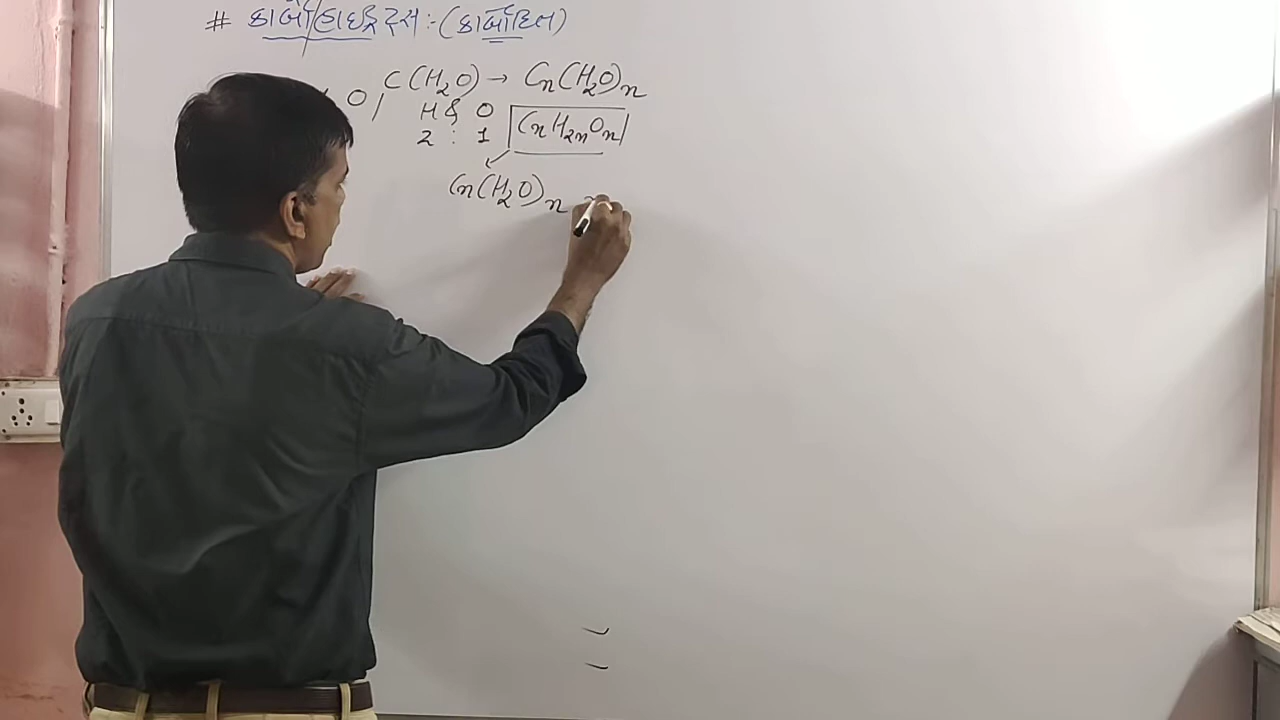 # કાર્બો/હાઇડ્રેટ્સ :- (કાર્બોદિત)
O, C(H₂O) → Cn(H₂O)n
H & O
2 : 1 CnH₂nOn
Cn(H₂O)n